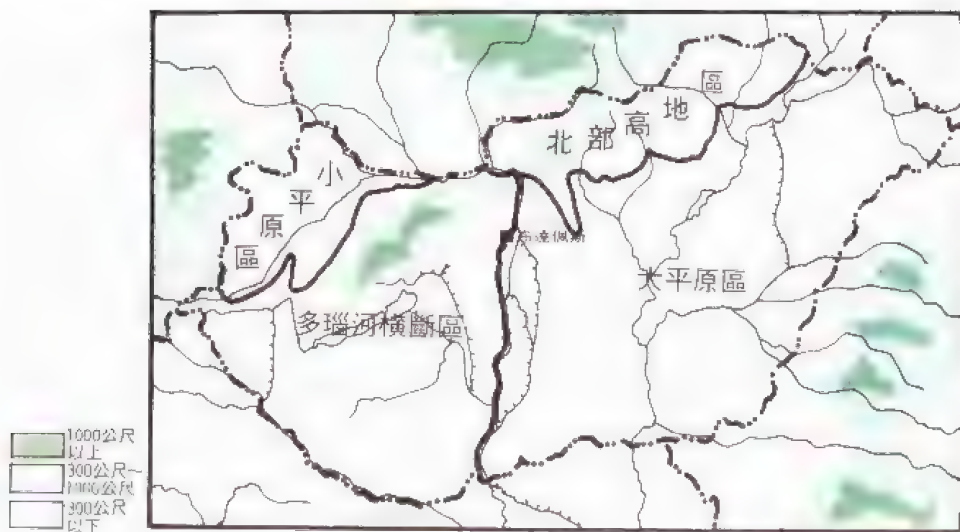 北部高地區
小平原區
布達佩斯
大平原區
多瑙河橫斷區
1000公尺
以上
300公尺～
1000公尺
300公尺
以下